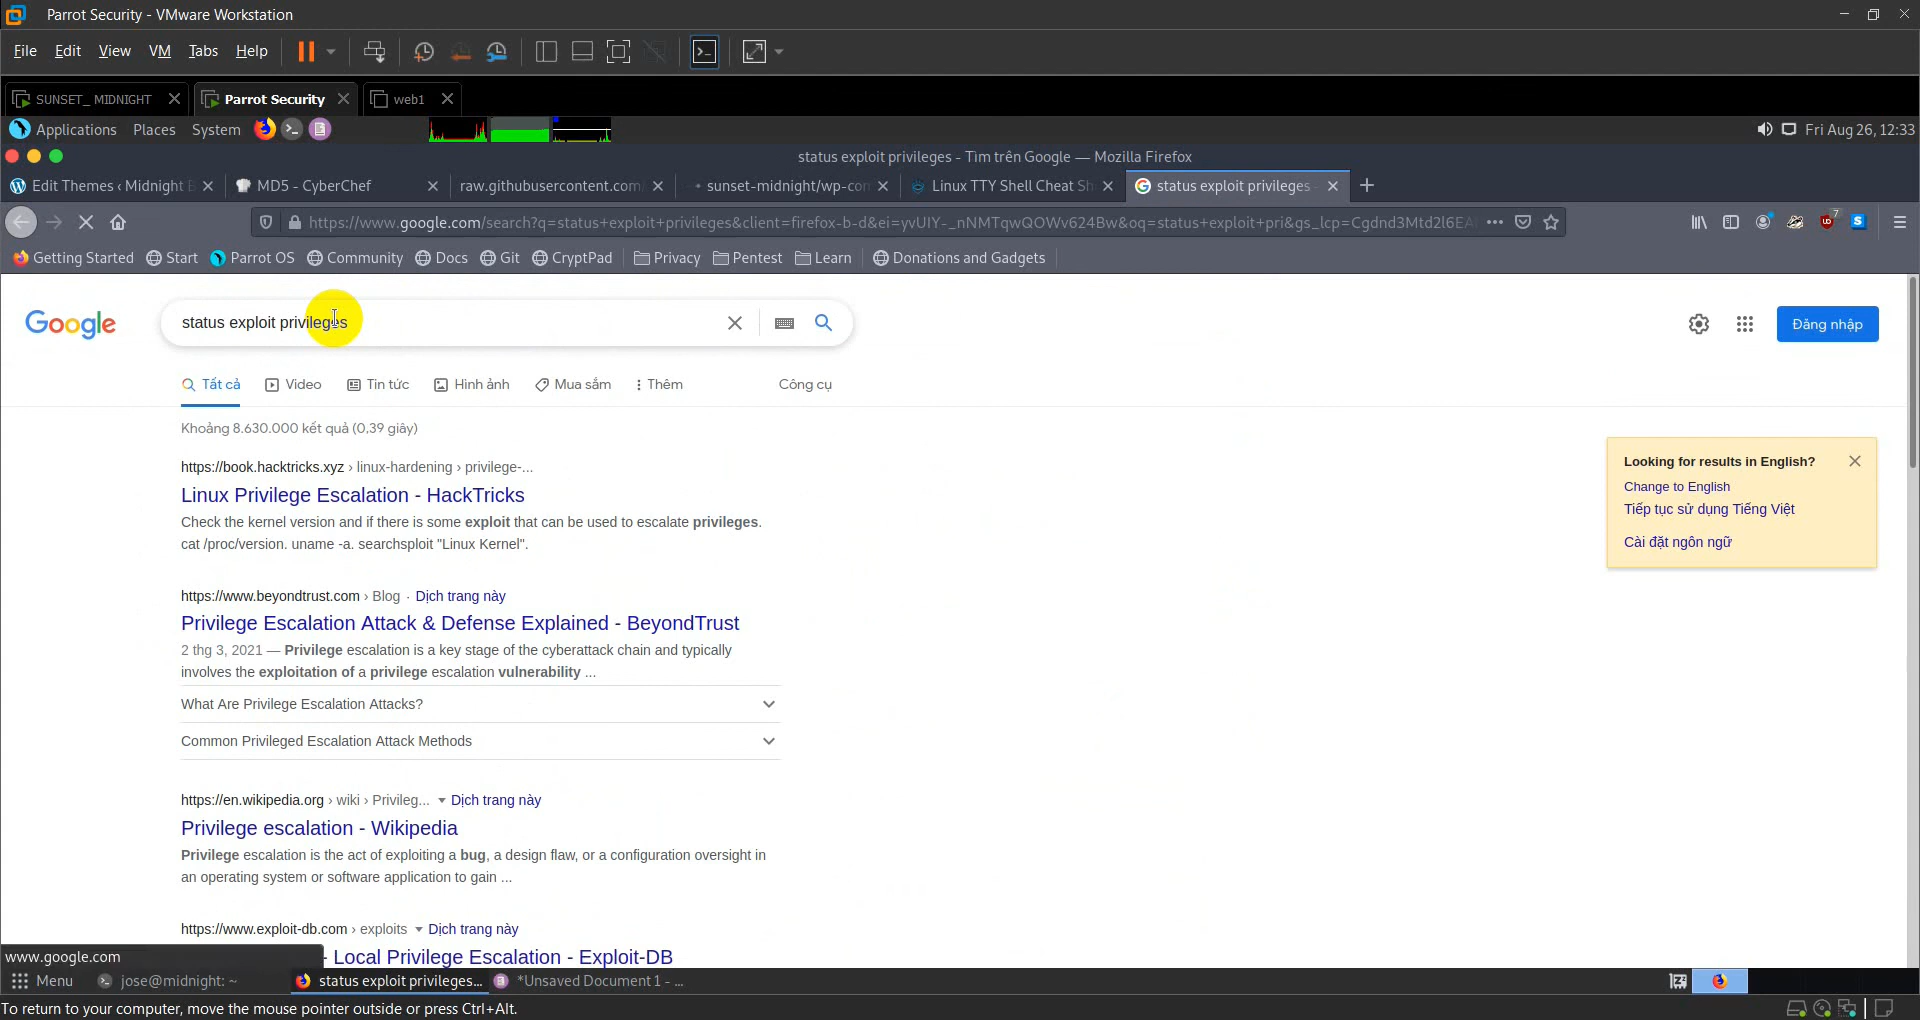 Parrot Security - VMware Workstation
File Edit View VM Tabs Help
SUNSET_ MIDNIGHT Parrot Security web1
Applications Places System Fri Aug 26, 12:33
status exploit privileges - Tìm trên Google — Mozilla Firefox
Edit Themes ‹ Midnight MD5 - CyberChef raw.githubusercontent.com sunset-midnight/wp-con Linux TTY Shell Cheat Sh status exploit privileges
https://www.google.com/search?q=status+exploit+privileges&client=firefox-b-d&ei=yvUIY-_nNMTqwQOWv624Bw&oq=status+exploit+pri&gs_lcp=Cgdnd3Mtd2l6EA 7
Getting Started Start Parrot OS Community Docs Git CryptPad Privacy Pentest Learn Donations and Gadgets
Google status exploit privileges Đăng nhập
Tất cả Video Tin tức Hình ảnh Mua sắm Thêm Công cụ
Khoảng 8.630.000 kết quả (0,39 giây)
https://book.hacktricks.xyz › linux-hardening › privilege-...
Linux Privilege Escalation - HackTricks
Check the kernel version and if there is some exploit that can be used to escalate privileges.
cat /proc/version. uname -a. searchsploit "Linux Kernel".
Looking for results in English?
Change to English
Tiếp tục sử dụng Tiếng Việt
Cài đặt ngôn ngữ
https://www.beyondtrust.com › Blog · Dịch trang này
Privilege Escalation Attack & Defense Explained - BeyondTrust
2 thg 3, 2021 — Privilege escalation is a key stage of the cyberattack chain and typically
involves the exploitation of a privilege escalation vulnerability ...
What Are Privilege Escalation Attacks?
Common Privileged Escalation Attack Methods
https://en.wikipedia.org › wiki › Privileg... Dịch trang này
Privilege escalation - Wikipedia
Privilege escalation is the act of exploiting a bug, a design flaw, or a configuration oversight in
an operating system or software application to gain ...
https://www.exploit-db.com › exploits Dịch trang này
- Local Privilege Escalation - Exploit-DB
www.google.com
Menu jose@midnight: ~ status exploit privileges... *Unsaved Document 1 - ...
To return to your computer, move the mouse pointer outside or press Ctrl+Alt.